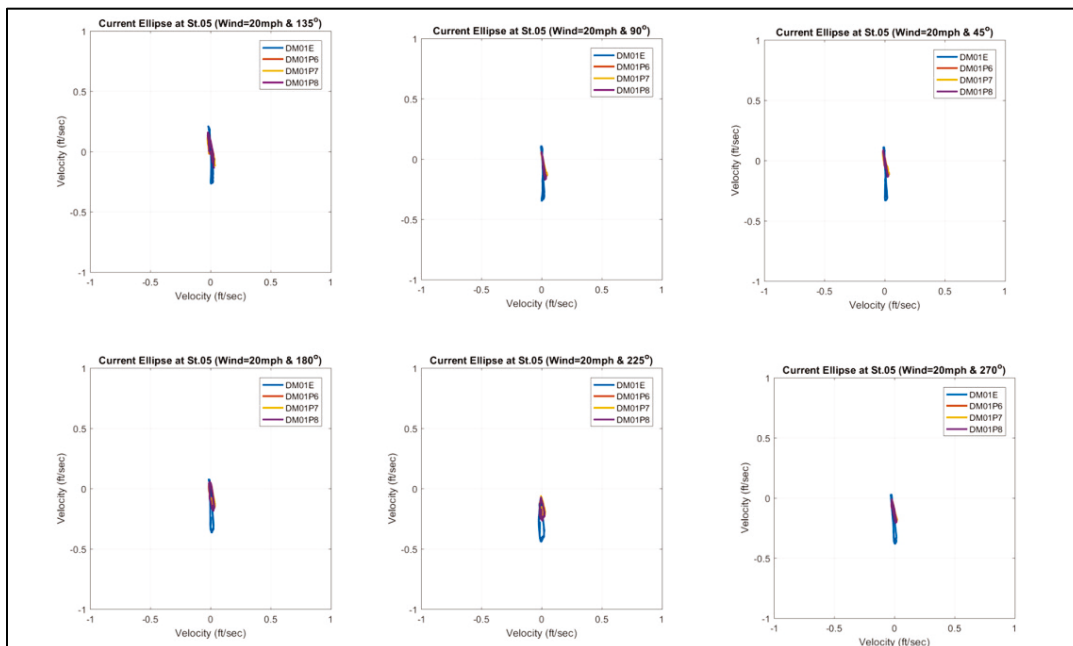 Current Ellipse at St.05 (Wind=20mph & 135°)
1
DM01E
DM01P6
DM01P7
DM01P8
0.5
Velocity (ft/sec)
0
-0.5
-1
-1 -0.5 0 0.5 1
Velocity (ft/sec)
Current Ellipse at St.05 (Wind=20mph & 90°)
1
DM01E
DM01P6
DM01P7
DM01P8
0.5
Velocity (ft/sec)
0
-0.5
-1
-1 -0.5 0 0.5 1
Velocity (ft/sec)
Current Ellipse at St.05 (Wind=20mph & 45°)
1
DM01E
DM01P6
DM01P7
DM01P8
0.5
Velocity (ft/sec)
0
-0.5
-1
-1 -0.5 0 0.5 1
Velocity (ft/sec)
Current Ellipse at St.05 (Wind=20mph & 180°)
1
DM01E
DM01P6
DM01P7
DM01P8
0.5
Velocity (ft/sec)
0
-0.5
-1
-1 -0.5 0 0.5 1
Velocity (ft/sec)
Current Ellipse at St.05 (Wind=20mph & 225°)
1
DM01E
DM01P6
DM01P7
DM01P8
0.5
Velocity (ft/sec)
0
-0.5
-1
-1 -0.5 0 0.5 1
Velocity (ft/sec)
Current Ellipse at St.05 (Wind=20mph & 270°)
1
DM01E
DM01P6
DM01P7
DM01P8
0.5
Velocity (ft/sec)
0
-0.5
-1
-1 -0.5 0 0.5 1
Velocity (ft/sec)